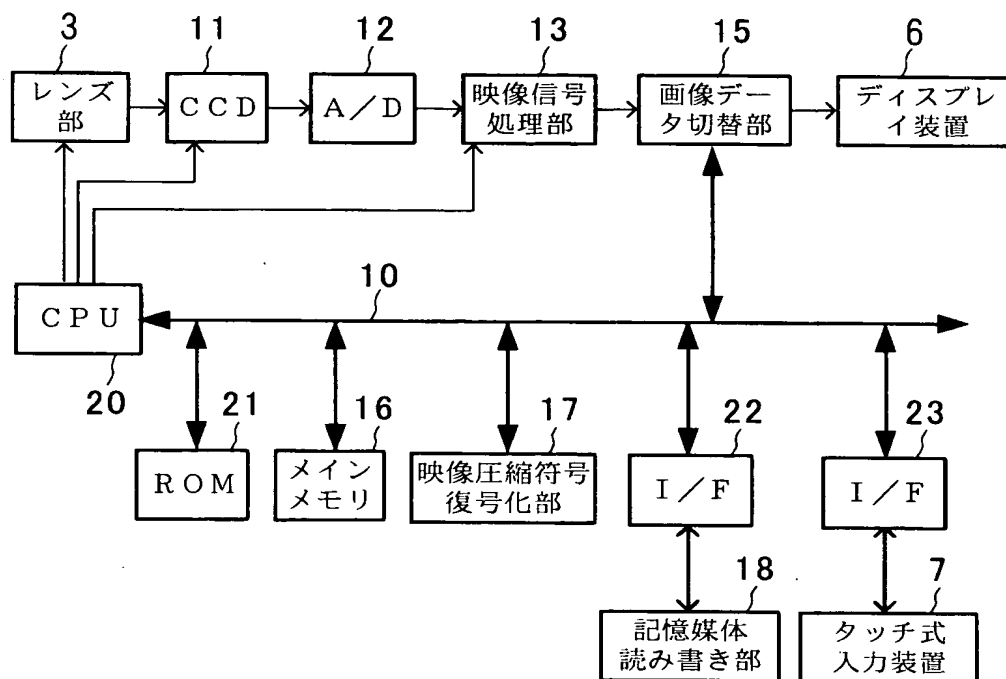 3
11
12
13
15
6
レンズ
部
CCD
A/D
映像信号
処理部
画像デー
タ切替部
ディスプレ
イ装置
CPU
10
20
21
16
17
22
23
ROM
メイン
メモリ
映像圧縮符号
復号化部
I/F
I/F
18
7
記憶媒体
読み書き部
タッチ式
入力装置